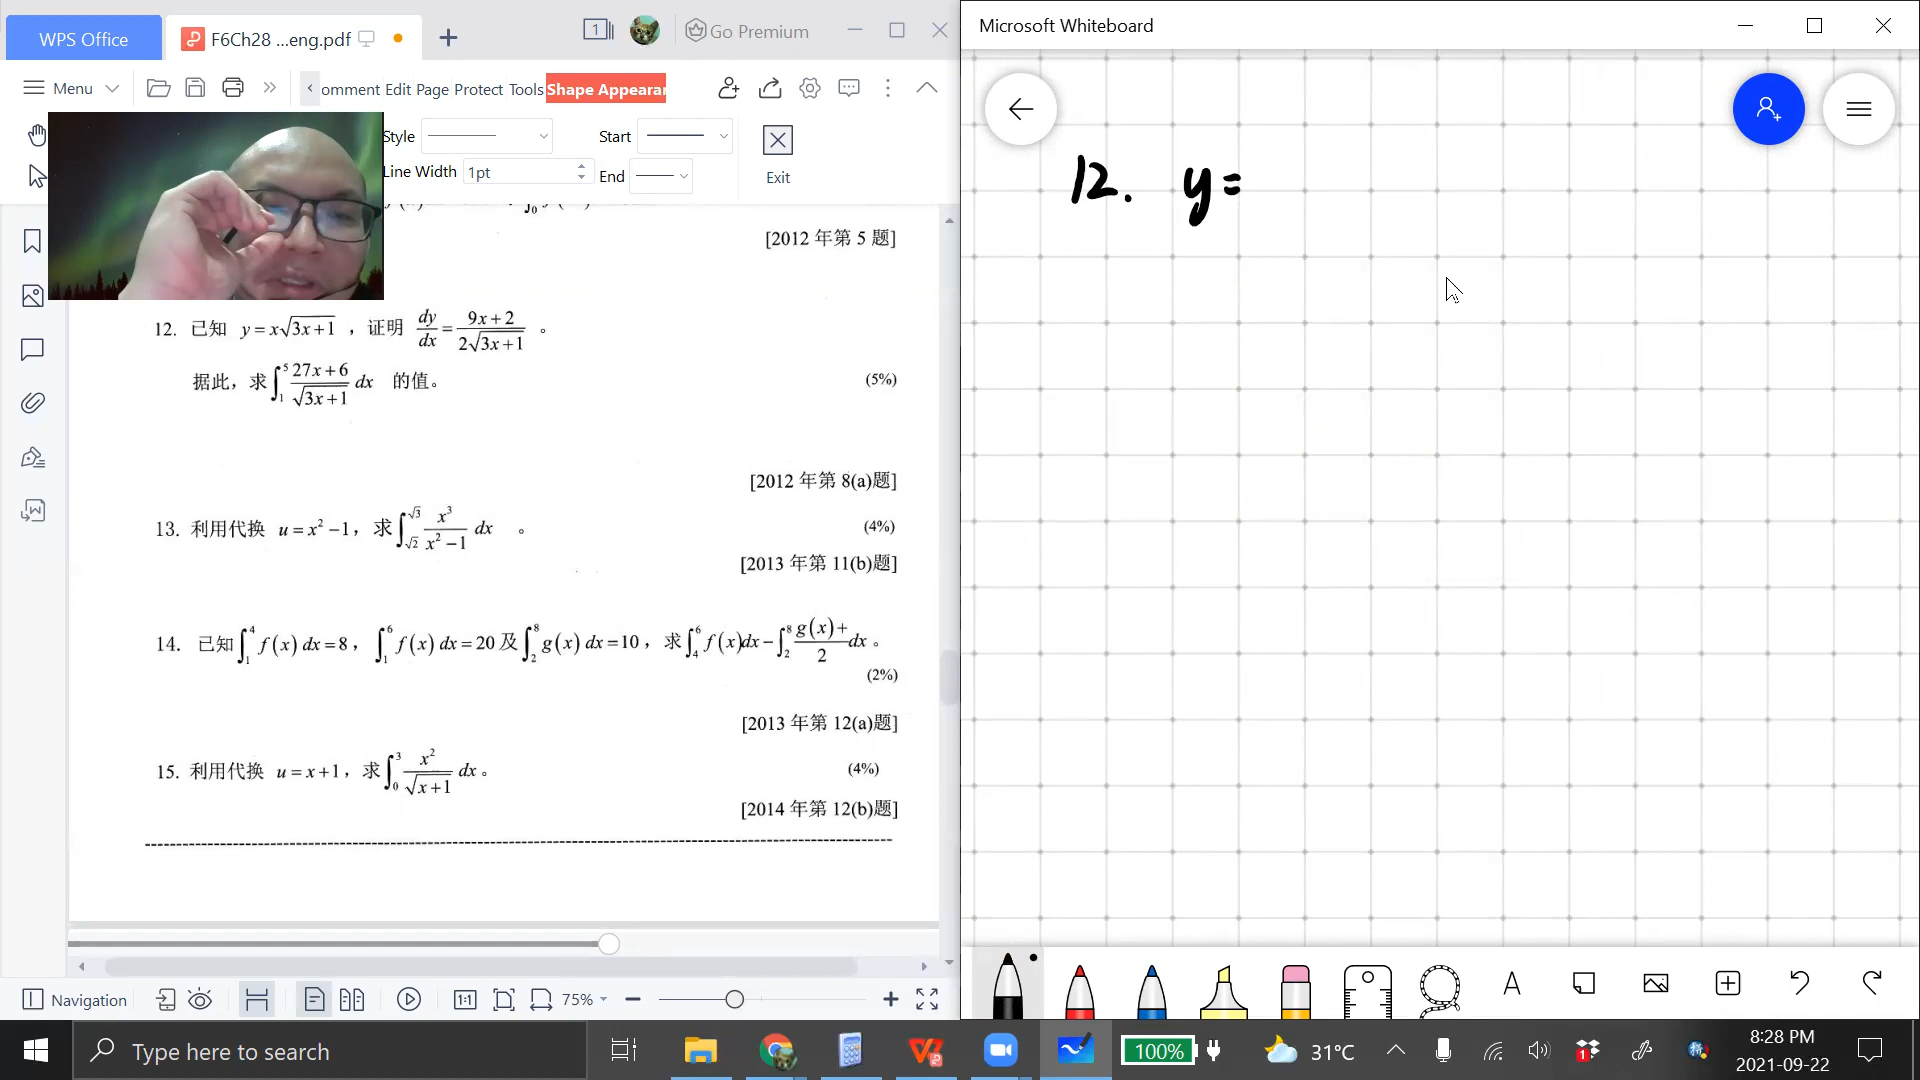 WPS Office
F6Ch28 ...eng.pdf
1
Go Premium
Microsoft Whiteboard
Menu
omment Edit Page Protect Tools Shape Appearar
Style
Start
Line Width 1pt
End
Exit
[2012 年第 5 题]
12. 已知 y = x√(3x+1) ，证明 dy/dx = (9x+2)/(2√(3x+1)) 。
据此，求 ∫₁⁵ (27x+6)/√(3x+1) dx 的值。 (5%)
[2012 年第 8(a)题]
13. 利用代换 u = x² −1，求 ∫_√2^√3 x³/(x² −1) dx 。 (4%)
[2013 年第 11(b)题]
14. 已知 ∫₁⁴ f(x) dx = 8，∫₁⁶ f(x) dx = 20 及 ∫₂⁸ g(x) dx = 10，求 ∫₄⁶ f(x)dx − ∫₂⁸ (g(x)+)/2 dx 。
(2%)
[2013 年第 12(a)题]
15. 利用代换 u = x+1，求 ∫₀³ x²/√(x+1) dx 。 (4%)
[2014 年第 12(b)题]
12. y=
Navigation
1:1
75%
Type here to search
100%
31°C
1
8:28 PM
2021-09-22